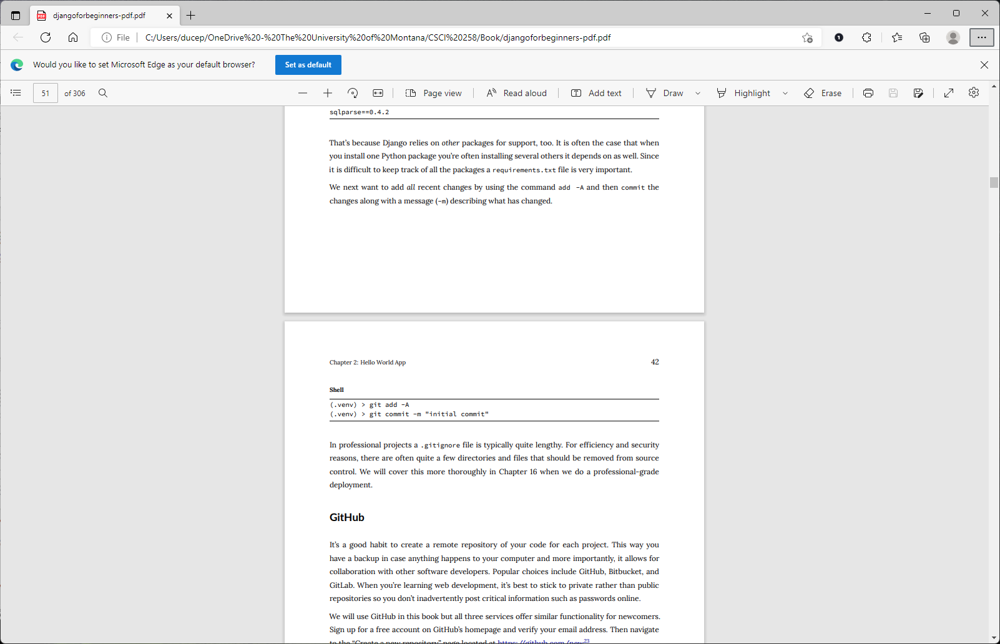 djangoforbeginners-pdf.pdf
File
C:/Users/ducep/OneDrive%20-%20The%20University%20of%20Montana/CSCI%20258/Book/djangoforbeginners-pdf.pdf
Would you like to set Microsoft Edge as your default browser?
Set as default
51 of 306
Page view
Read aloud
Add text
Draw
Highlight
Erase
sqlparse==0.4.2
That's because Django relies on other packages for support, too. It is often the case that when
you install one Python package you're often installing several others it depends on as well. Since
it is difficult to keep track of all the packages a requirements.txt file is very important.
We next want to add all recent changes by using the command add -A and then commit the
changes along with a message (-m) describing what has changed.
Chapter 2: Hello World App 42
Shell
(.venv) > git add -A
(.venv) > git commit -m "initial commit"
In professional projects a .gitignore file is typically quite lengthy. For efficiency and security
reasons, there are often quite a few directories and files that should be removed from source
control. We will cover this more thoroughly in Chapter 16 when we do a professional-grade
deployment.
GitHub
It's a good habit to create a remote repository of your code for each project. This way you
have a backup in case anything happens to your computer and more importantly, it allows for
collaboration with other software developers. Popular choices include GitHub, Bitbucket, and
GitLab. When you're learning web development, it's best to stick to private rather than public
repositories so you don't inadvertently post critical information such as passwords online.
We will use GitHub in this book but all three services offer similar functionality for newcomers.
Sign up for a free account on GitHub's homepage and verify your email address. Then navigate
to the "Create a new repository" page located at https://github.com/new23